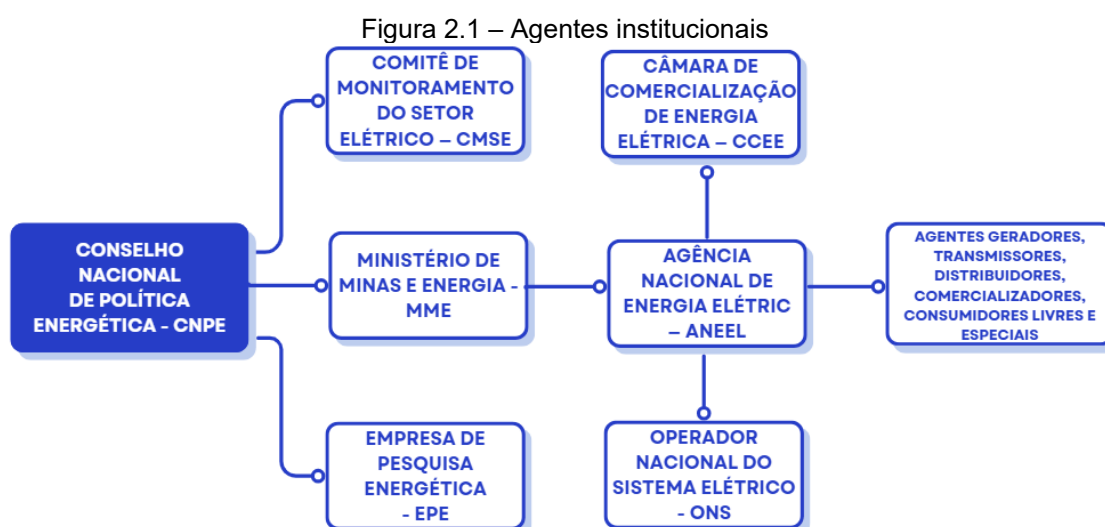 Figura 2.1 – Agentes institucionais
COMITÊ DE
MONITORAMENTO
DO SETOR
ELÉTRICO – CMSE
CÂMARA DE
COMERCIALIZAÇÃO
DE ENERGIA
ELÉTRICA – CCEE
CONSELHO
NACIONAL
DE POLÍTICA
ENERGÉTICA - CNPE
MINISTÉRIO DE
MINAS E ENERGIA -
MME
AGÊNCIA
NACIONAL DE
ENERGIA ELÉTRIC
– ANEEL
AGENTES GERADORES,
TRANSMISSORES,
DISTRIBUIDORES,
COMERCIALIZADORES,
CONSUMIDORES LIVRES E
ESPECIAIS
EMPRESA DE
PESQUISA
ENERGÉTICA
- EPE
OPERADOR
NACIONAL DO
SISTEMA ELÉTRICO
- ONS